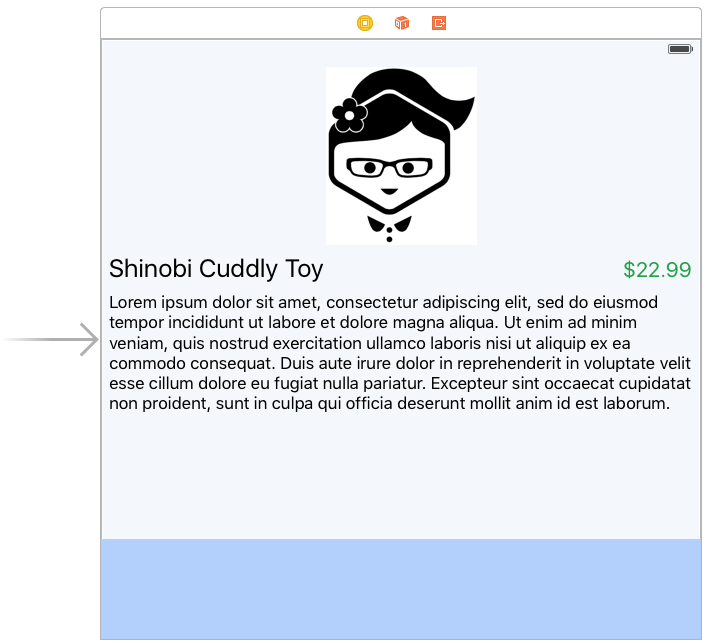 Shinobi Cuddly Toy
$22.99
Lorem ipsum dolor sit amet, consectetur adipiscing elit, sed do eiusmod
tempor incididunt ut labore et dolore magna aliqua. Ut enim ad minim
veniam, quis nostrud exercitation ullamco laboris nisi ut aliquip ex ea
commodo consequat. Duis aute irure dolor in reprehenderit in voluptate velit
esse cillum dolore eu fugiat nulla pariatur. Excepteur sint occaecat cupidatat
non proident, sunt in culpa qui officia deserunt mollit anim id est laborum.